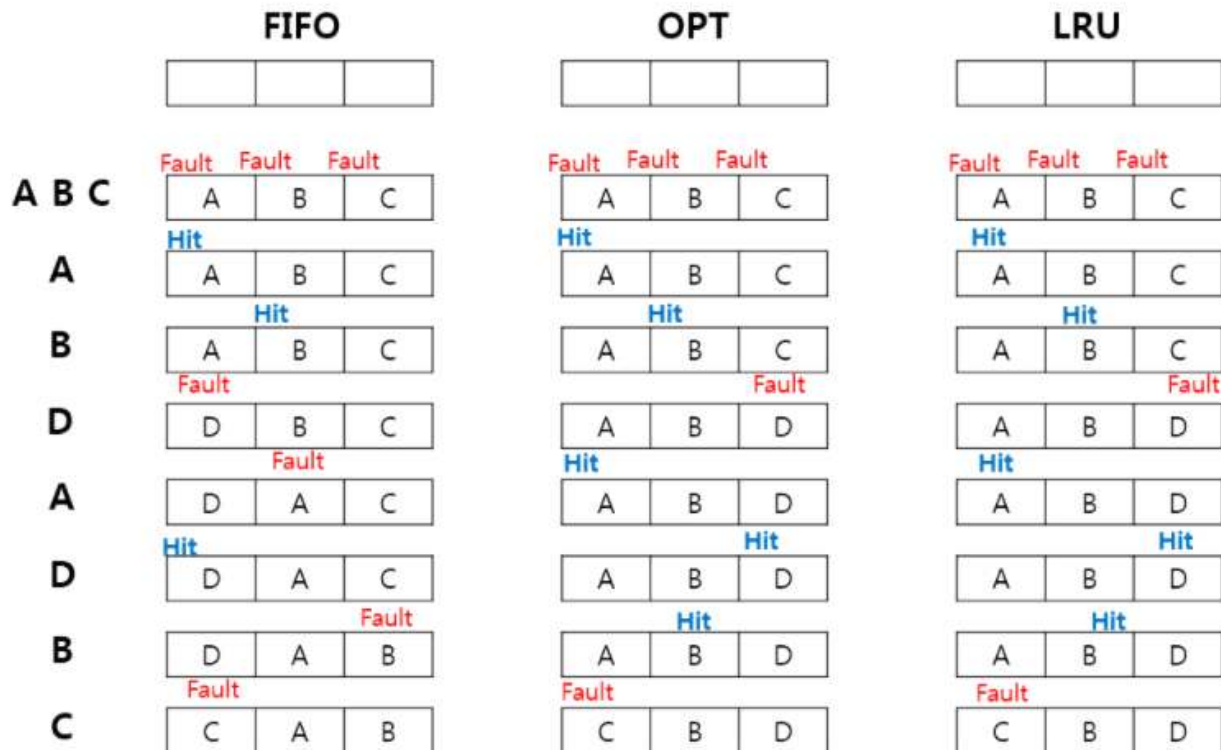 FIFO OPT LRU
Fault Fault Fault Fault Fault Fault Fault Fault Fault
A B C A B C A B C A B C
Hit Hit Hit
A A B C A B C A B C
Hit Hit Hit
B A B C A B C A B C
Fault Fault Fault
D D B C A B D A B D
Fault Hit Hit
A D A C A B D A B D
Hit Hit Hit
D D A C A B D A B D
Fault Hit Hit
B D A B A B D A B D
Fault Fault Fault
C C A B C B D C B D